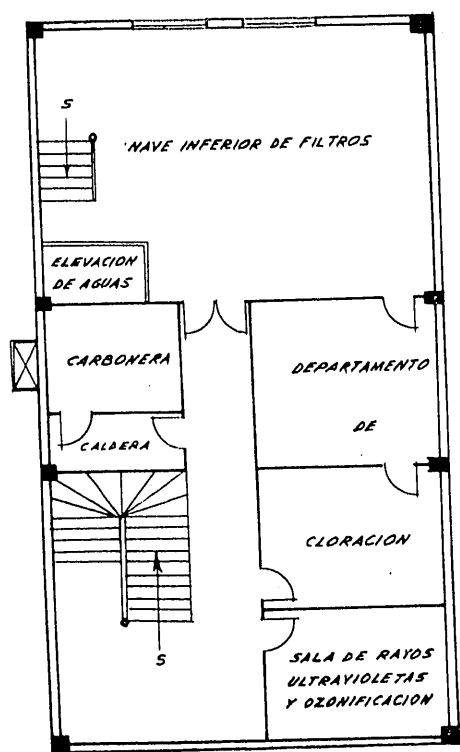 S
NAVE INFERIOR DE FILTROS
ELEVACION
DE AGUAS
CARBONERA
DEPARTAMENTO
DE
CALDERA
CLORACION
S
SALA DE RAYOS
ULTRAVIOLETAS
Y OZONIFICACION